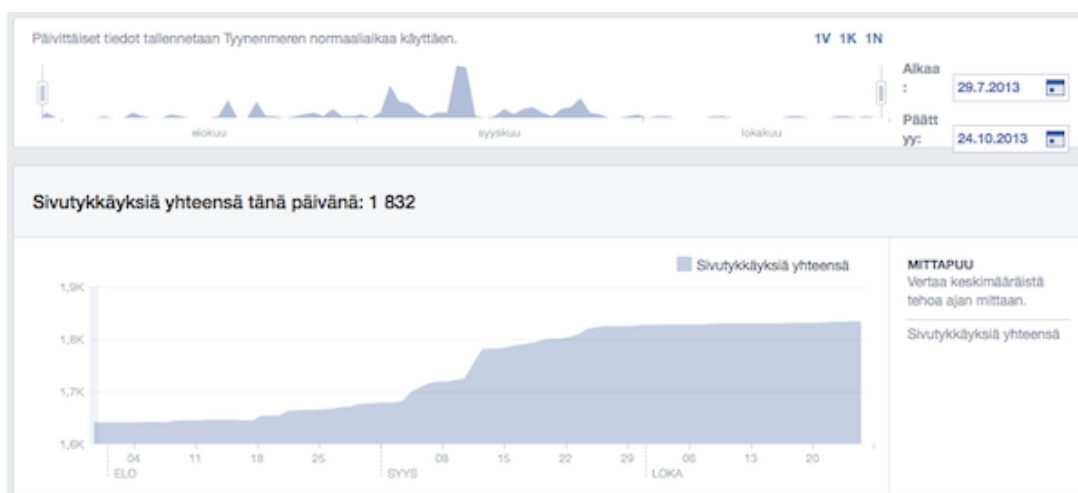 Päivittäiset tiedot tallennetaan Tyynenmeren normaaliaikaa käyttäen.
1V 1K 1N
Alkaa
:
29.7.2013
Päätt
yy:
24.10.2013
elokuu
syyskuu
lokakuu
Sivutykkäyksiä yhteensä tänä päivänä: 1 832
Sivutykkäyksiä yhteensä
MITTAPUU
Vertaa keskimääräistä
tehoa ajan mittaan.
Sivutykkäyksiä yhteensä
1,9K
1,8K
1,7K
1,6K
04 11 18 25 08 15 22 29 06 13 20
ELO SYYS LOKA